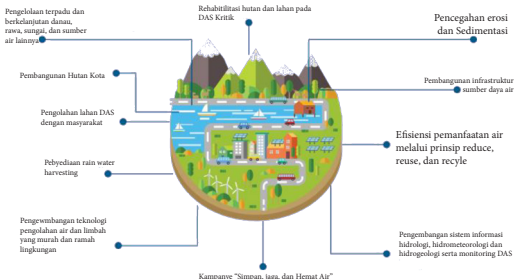 Pengelolaan terpadu dan
berkelanjutan danau,
rawa, sungai, dan sumber
air lainnya
Rehabilitasi hutan dan lahan pada
DAS Kritik
Pencegahan erosi
dan Sedimentasi
Pembangunan Hutan Kota
Pembangunan infrastruktur
sumber daya air
Pengolahan lahan DAS
dengan masyarakat
Efisiensi pemanfaatan air
melalui prinsip reduce,
reuse, dan recyle
Pebyediaan rain water
harvesting
Pengewmbangan teknologi
pengolahan air dan limbah
yang murah dan ramah
lingkungan
Pengembangan sistem informasi
hidrologi, hidrometeorologi dan
hidrogeologi serta monitoring DAS
Kampanye "Simpan, jaga, dan Hemat Air"